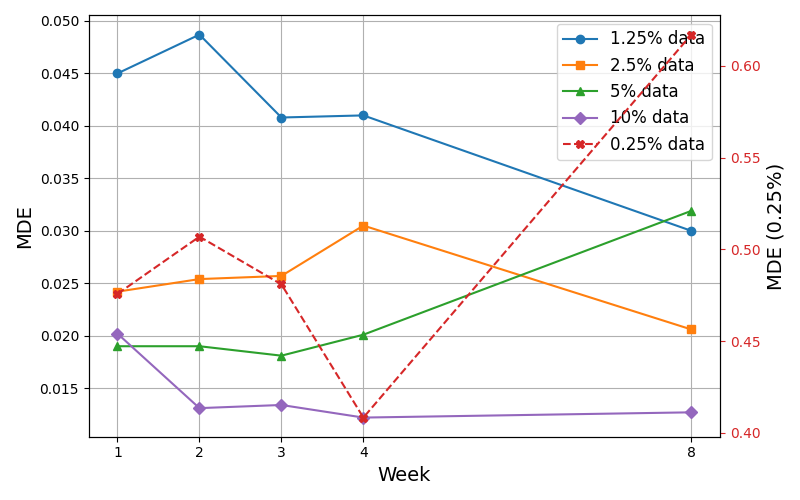 0.050
0.045
0.040
0.035
0.030
0.025
0.020
0.015
MDE
1
2
3
4
8
Week
0.60
0.55
0.50
0.45
0.40
MDE (0.25%)
1.25% data
2.5% data
5% data
10% data
0.25% data